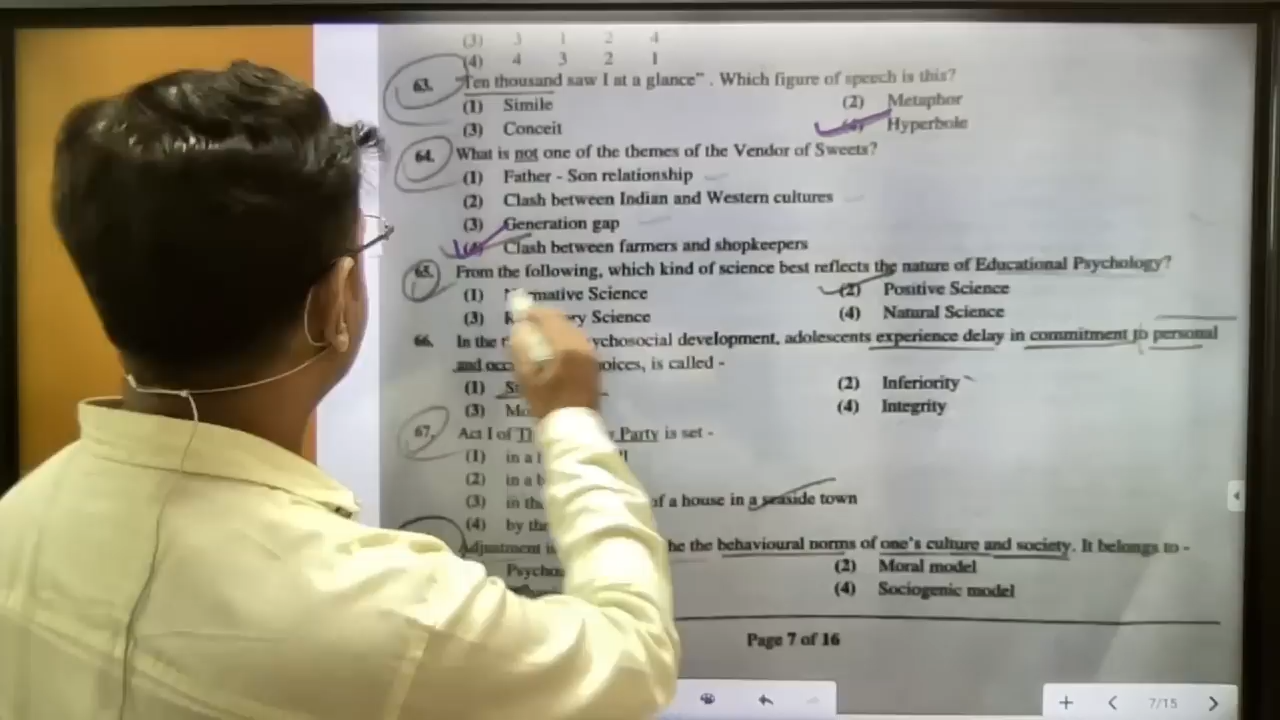 (3) 3 1 2 4
(4) 4 3 2 1
63. "Ten thousand saw I at a glance" . Which figure of speech is this?
(1) Simile (2) Metaphor
(3) Conceit Hyperbole
64. What is not one of the themes of the Vendor of Sweets?
(1) Father - Son relationship
(2) Clash between Indian and Western cultures
(3) Generation gap
Clash between farmers and shopkeepers
65. From the following, which kind of science best reflects the nature of Educational Psychology?
(1) Science (2) Positive Science
(3) Science (4) Natural Science
66. In the development, adolescents experience delay in commitment to personal
and is called -
(1) (2) Inferiority
(3) (4) Integrity
67. Act I of Party is set -
(1) in a
(2) in a
(3) in of a house in a seaside town
(4) by the
Adjustment the behavioural norms of one's culture and society. It belongs to -
(2) Moral model
(4) Sociogenic model
Page 7 of 16
7/15